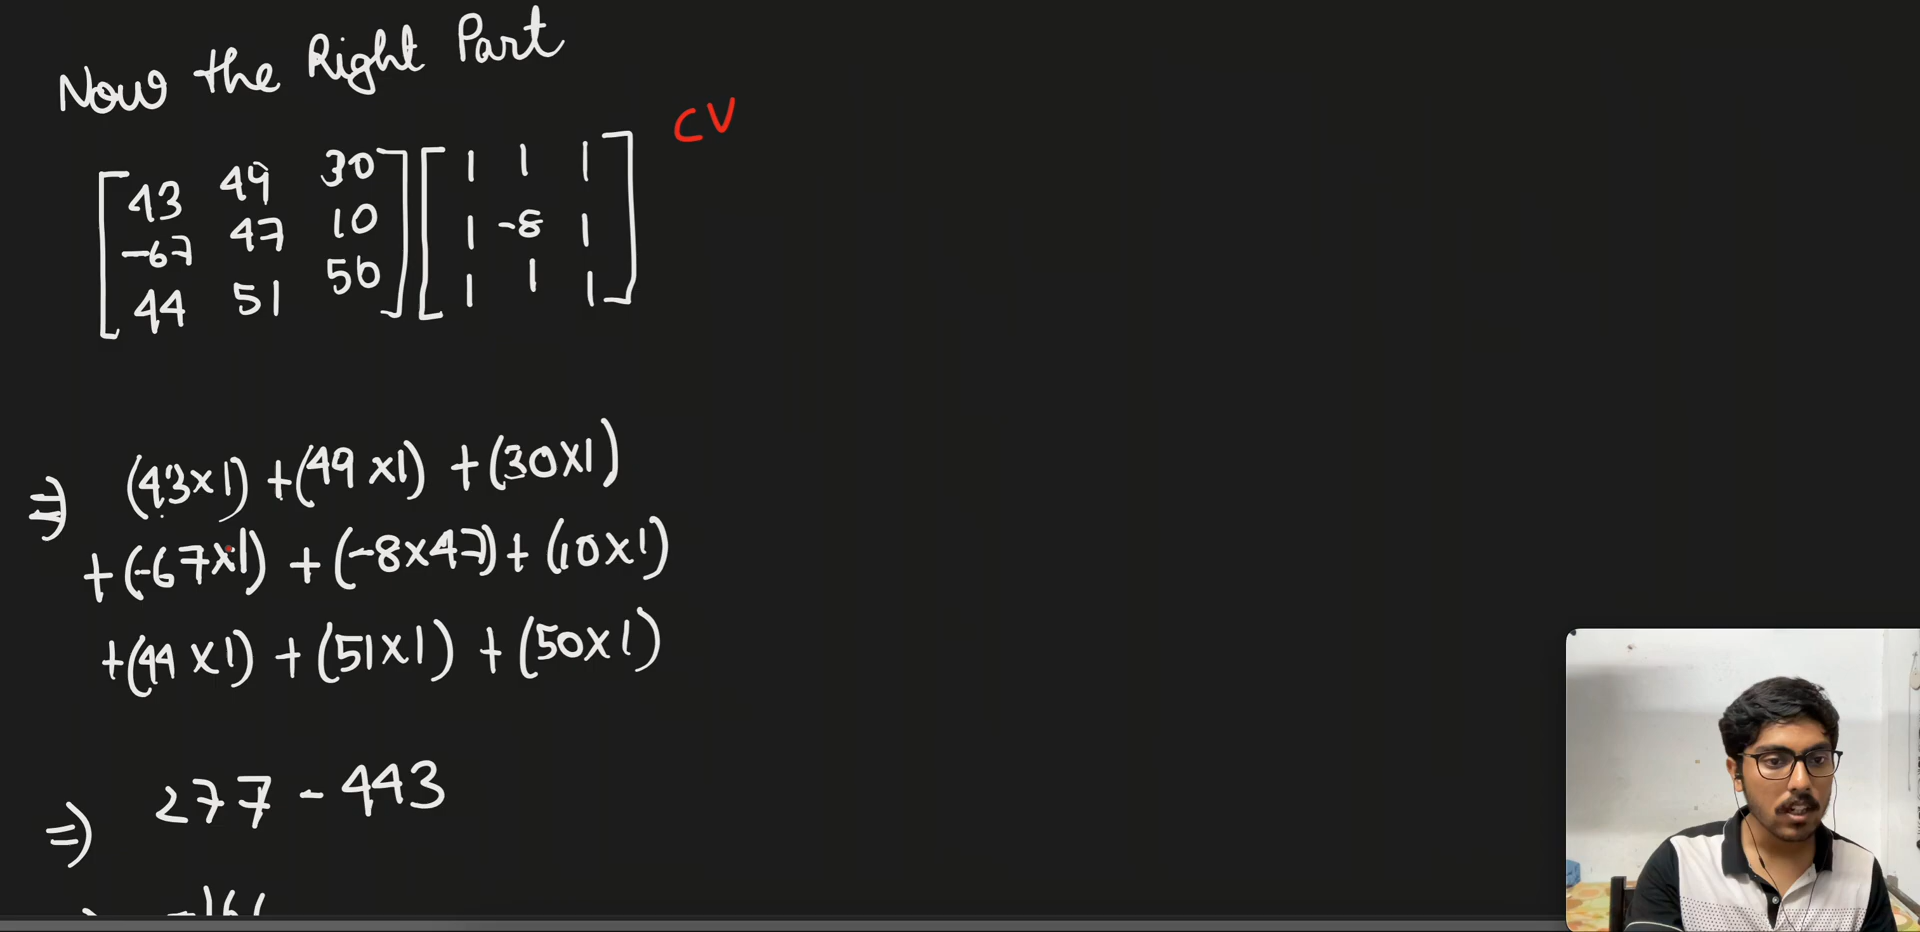 Now the Right Part
CV
43 49 30
-67 47 10
44 51 50
1 1 1
1 -8 1
1 1 1
⇒ (43×1) + (49×1) + (30×1)
+ (-67×1) + (-8×47) + (10×1)
+ (44×1) + (51×1) + (50×1)
⇒ 277 - 443